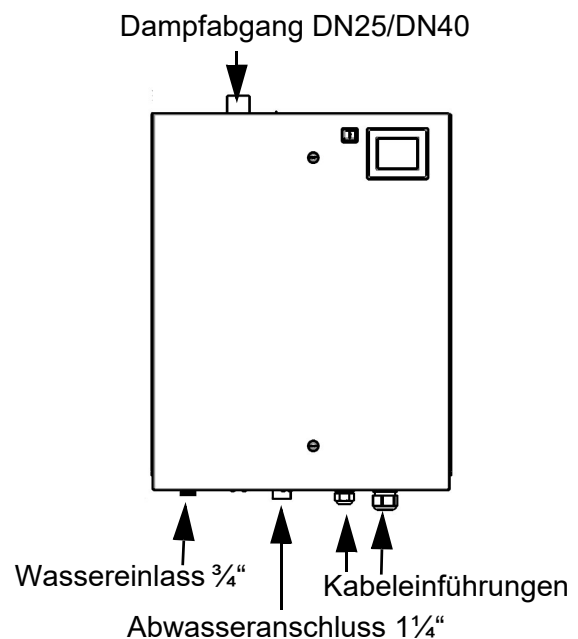 Dampfabgang DN25/DN40
Wassereinlass ¾“
Kabeleinführungen
Abwasseranschluss 1¼“